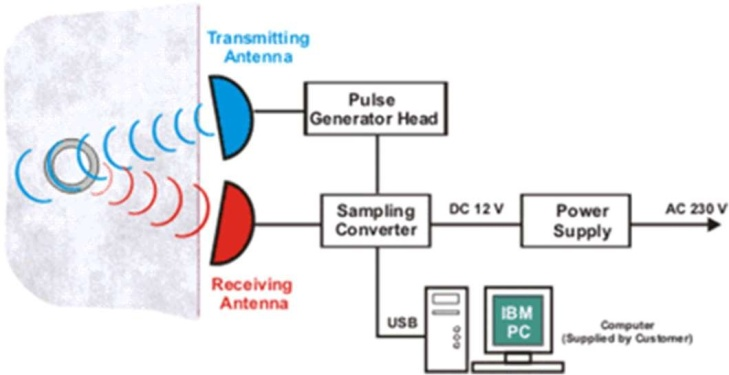 Transmitting
Antenna
Pulse
Generator Head
Sampling
Converter
DC 12 V
Power
Supply
AC 230 V
Receiving
Antenna
USB
IBM
PC
Computer
(Supplied by Customer)